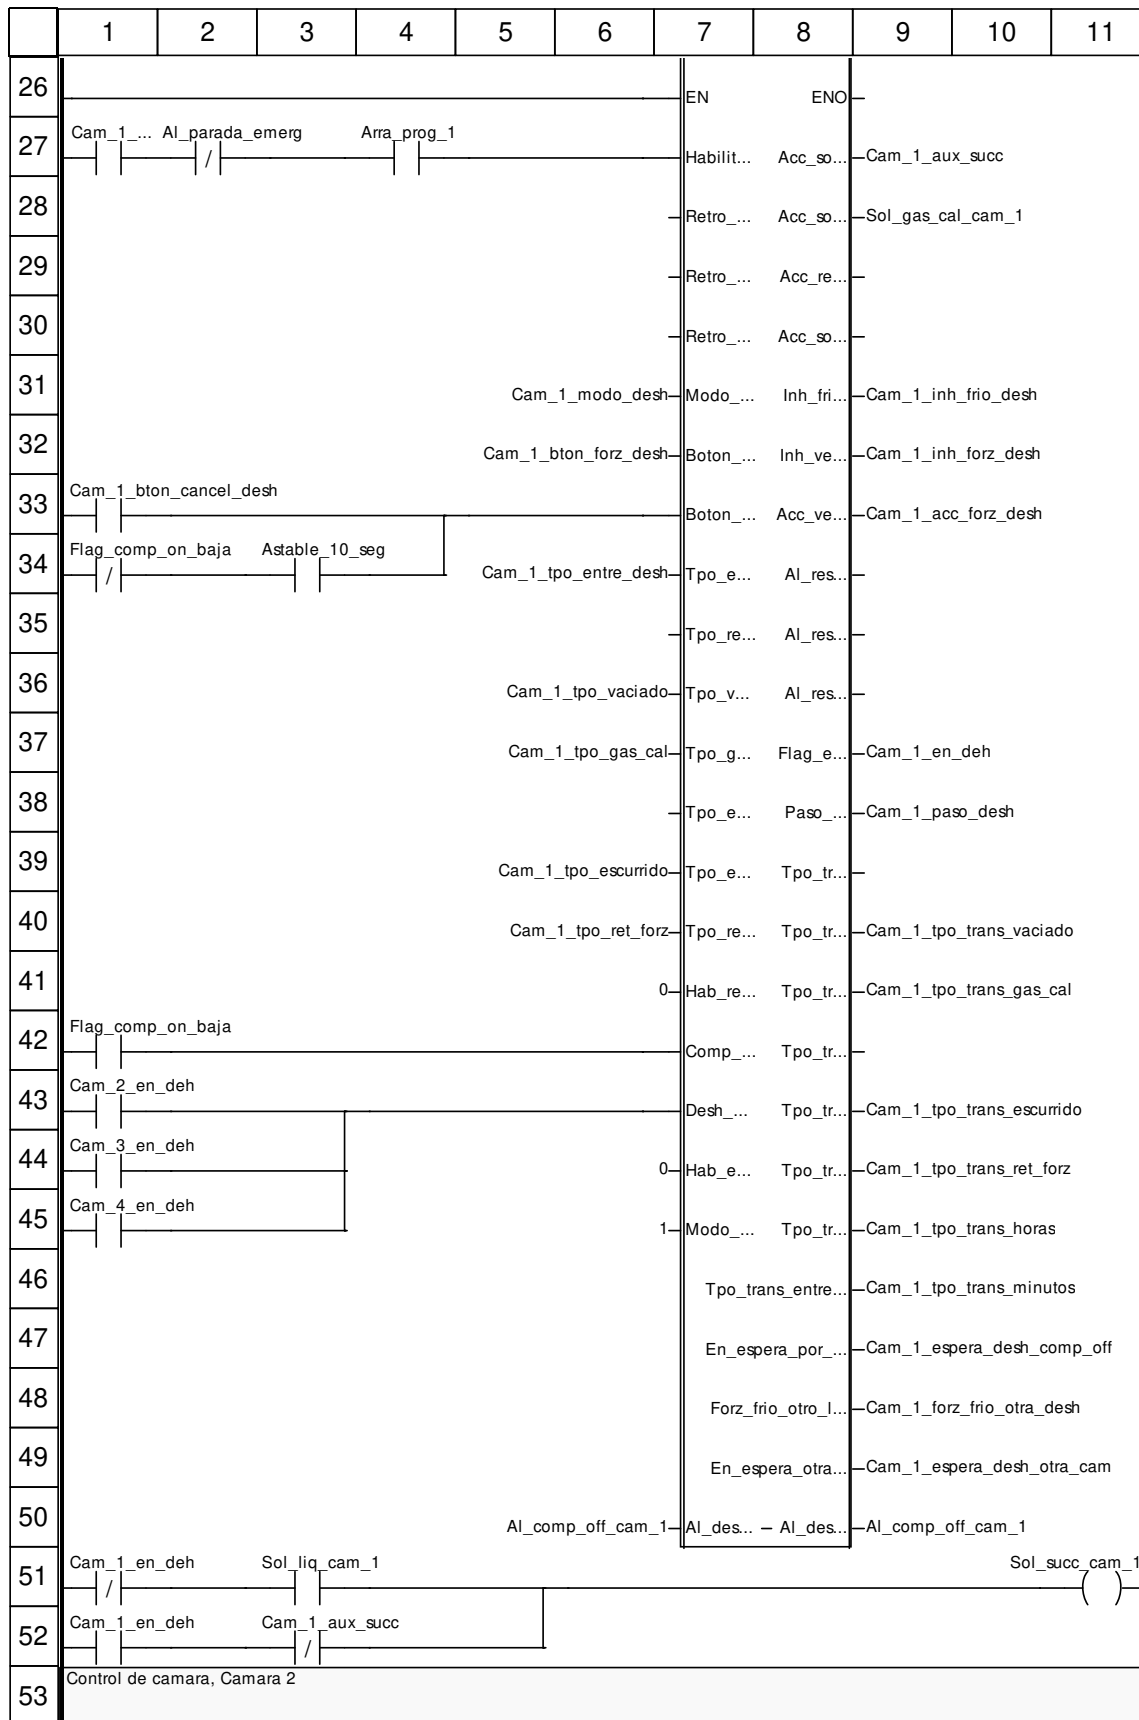 1 2 3 4 5 6 7 8 9 10 11
26 EN ENO
Cam_1_... Al_parada_emerg Arra_prog_1
27 / Habilit... Acc_so... Cam_1_aux_succ
28 Retro_... Acc_so... Sol_gas_cal_cam_1
29 Retro_... Acc_re...
30 Retro_... Acc_so...
31 Cam_1_modo_desh Modo_... Inh_fri... Cam_1_inh_frio_desh
32 Cam_1_bton_forz_desh Boton_... Inh_ve... Cam_1_inh_forz_desh
Cam_1_bton_cancel_desh
33 Boton_... Acc_ve... Cam_1_acc_forz_desh
Flag_comp_on_baja Astable_10_seg
34 / Cam_1_tpo_entre_desh Tpo_e... Al_res...
35 Tpo_re... Al_res...
36 Cam_1_tpo_vaciado Tpo_v... Al_res...
37 Cam_1_tpo_gas_cal Tpo_g... Flag_e... Cam_1_en_deh
38 Tpo_e... Paso_... Cam_1_paso_desh
39 Cam_1_tpo_escurrido Tpo_e... Tpo_tr...
40 Cam_1_tpo_ret_forz Tpo_re... Tpo_tr... Cam_1_tpo_trans_vaciado
41 0 Hab_re... Tpo_tr... Cam_1_tpo_trans_gas_cal
Flag_comp_on_baja
42 Comp_... Tpo_tr...
Cam_2_en_deh
43 Desh_... Tpo_tr... Cam_1_tpo_trans_escurrido
Cam_3_en_deh
44 0 Hab_e... Tpo_tr... Cam_1_tpo_trans_ret_forz
Cam_4_en_deh
45 1 Modo_... Tpo_tr... Cam_1_tpo_trans_horas
46 Tpo_trans_entre... Cam_1_tpo_trans_minutos
47 En_espera_por_... Cam_1_espera_desh_comp_off
48 Forz_frio_otro_l... Cam_1_forz_frio_otra_desh
49 En_espera_otra... Cam_1_espera_desh_otra_cam
50 Al_comp_off_cam_1 Al_des... – Al_des... Al_comp_off_cam_1
Cam_1_en_deh Sol_liq_cam_1 Sol_succ_cam_1
51 / ( )
Cam_1_en_deh Cam_1_aux_succ
52 /
Control de camara, Camara 2
53